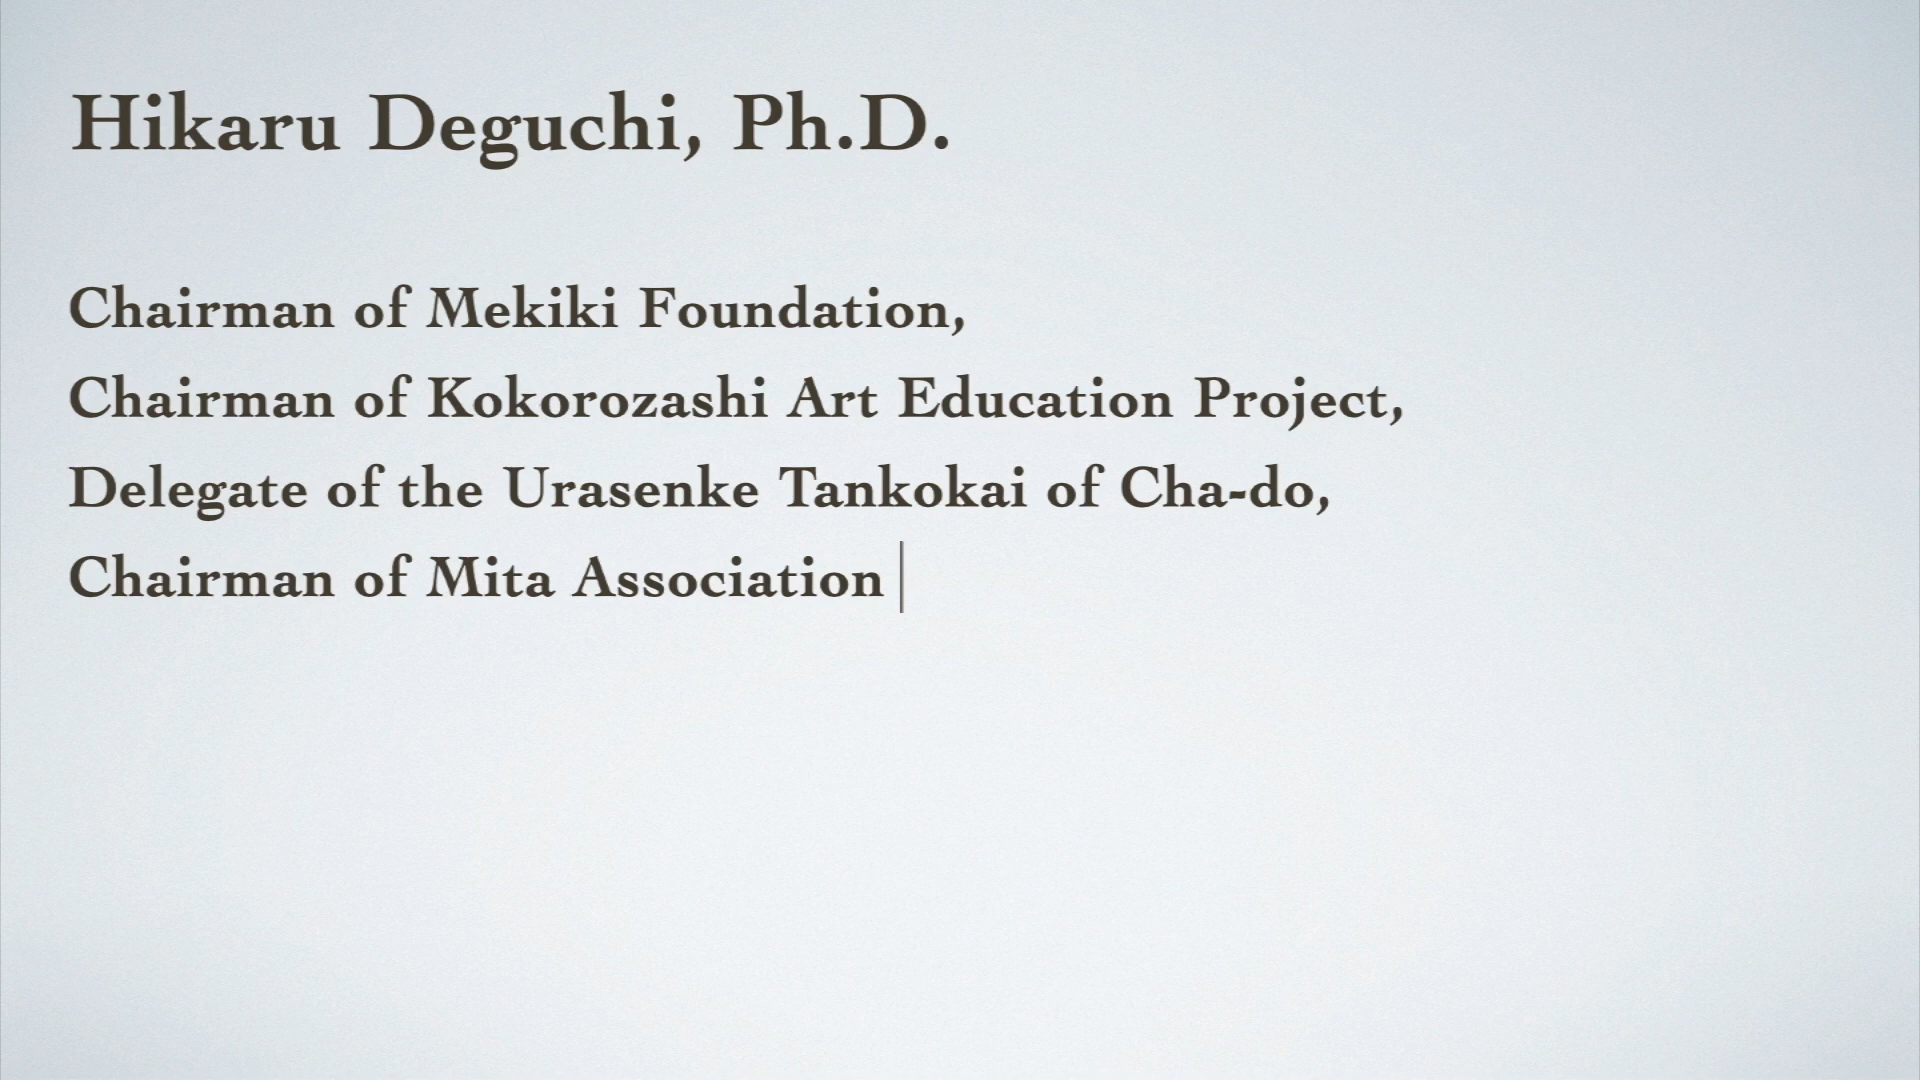 Hikaru Deguchi, Ph.D.
Chairman of Mekiki Foundation,
Chairman of Kokorozashi Art Education Project,
Delegate of the Urasenke Tankokai of Cha-do,
Chairman of Mita Association